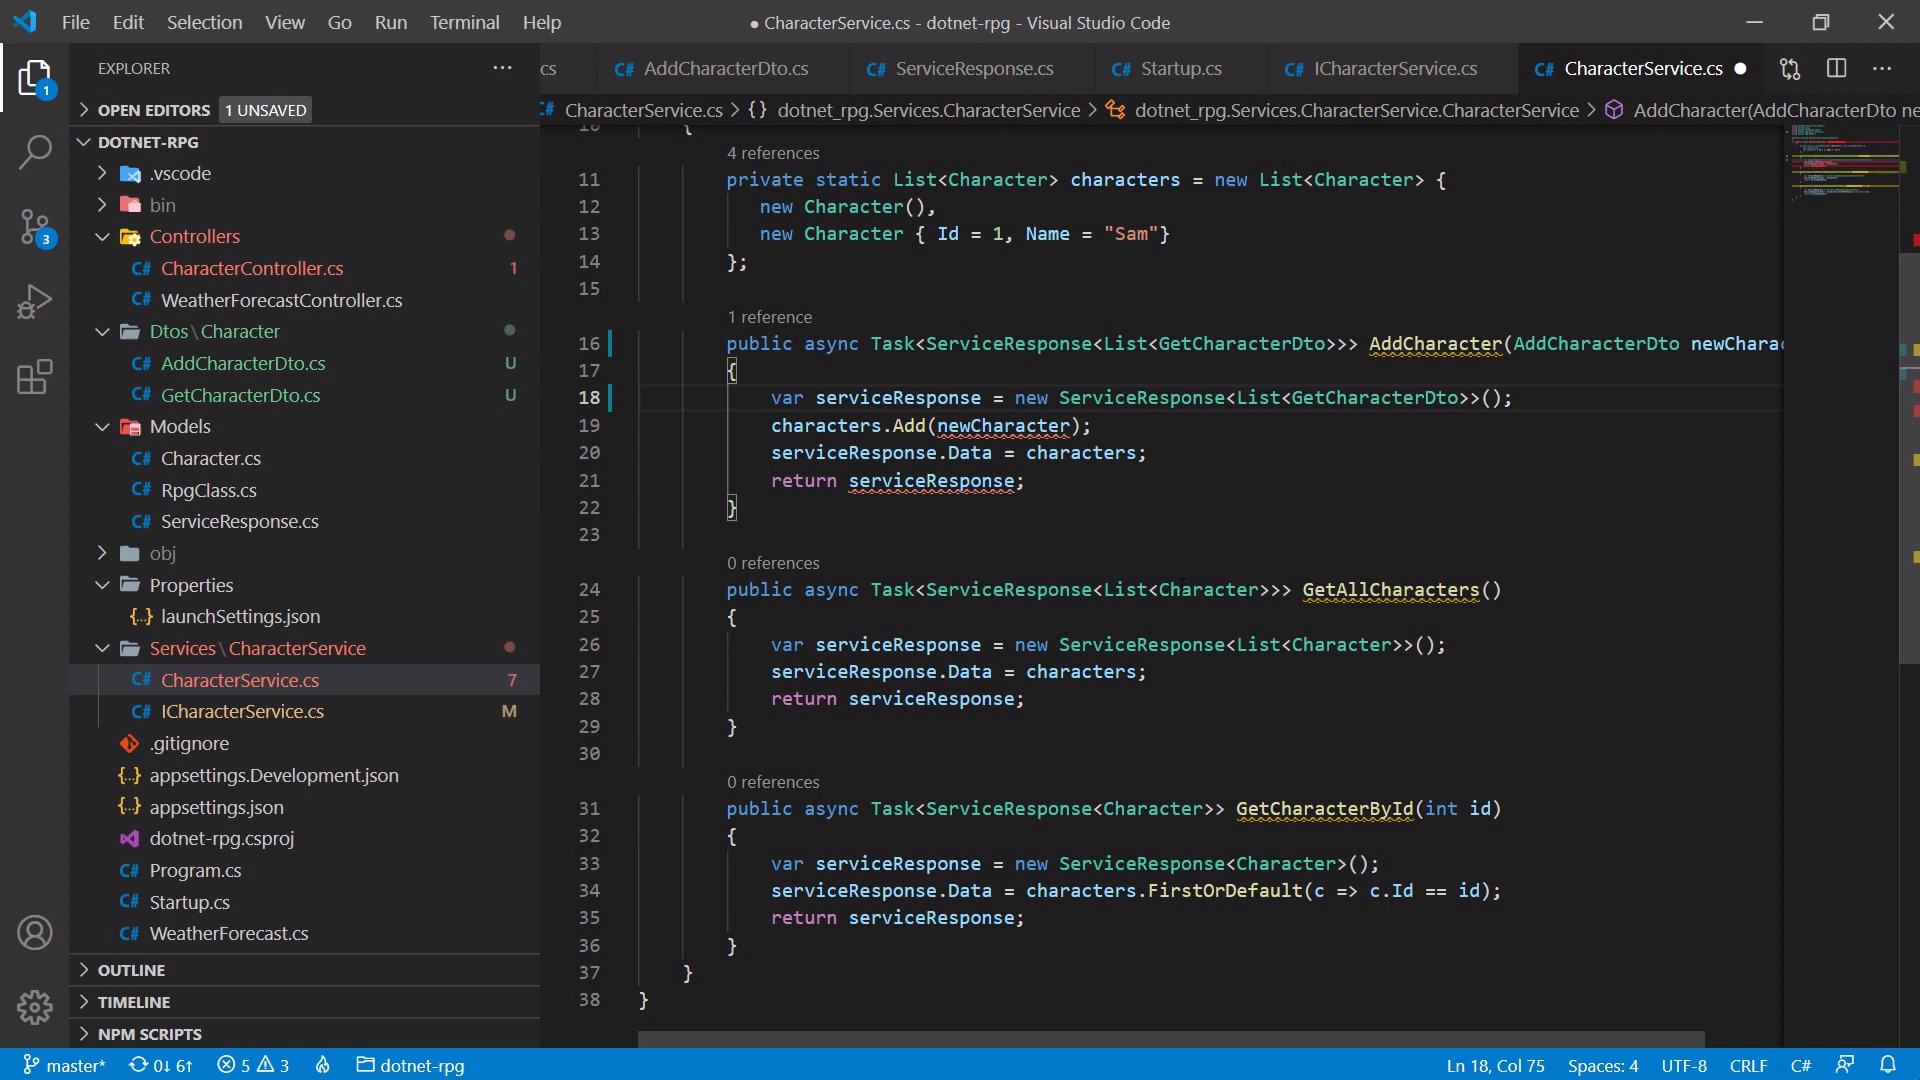 File Edit Selection View Go Run Terminal Help
● CharacterService.cs - dotnet-rpg - Visual Studio Code
EXPLORER
cs
C# AddCharacterDto.cs
C# ServiceResponse.cs
C# Startup.cs
C# ICharacterService.cs
C# CharacterService.cs ●
C# CharacterService.cs > {} dotnet_rpg.Services.CharacterService > dotnet_rpg.Services.CharacterService.CharacterService > AddCharacter(AddCharacterDto ne
1
3
OPEN EDITORS 1 UNSAVED
DOTNET-RPG
.vscode
bin
Controllers
C# CharacterController.cs 1
C# WeatherForecastController.cs
Dtos\Character
C# AddCharacterDto.cs U
C# GetCharacterDto.cs U
Models
C# Character.cs
C# RpgClass.cs
C# ServiceResponse.cs
obj
Properties
{} launchSettings.json
Services\CharacterService
C# CharacterService.cs 7
C# ICharacterService.cs M
.gitignore
{..} appsettings.Development.json
{..} appsettings.json
dotnet-rpg.csproj
C# Program.cs
C# Startup.cs
C# WeatherForecast.cs
OUTLINE
TIMELINE
NPM SCRIPTS
10 {
4 references
11 private static List<Character> characters = new List<Character> {
12 new Character(),
13 new Character { Id = 1, Name = "Sam"}
14 };
15
1 reference
16 public async Task<ServiceResponse<List<GetCharacterDto>>> AddCharacter(AddCharacterDto newCharac
17 {
18 var serviceResponse = new ServiceResponse<List<GetCharacterDto>>();
19 characters.Add(newCharacter);
20 serviceResponse.Data = characters;
21 return serviceResponse;
22 }
23
0 references
24 public async Task<ServiceResponse<List<Character>>> GetAllCharacters()
25 {
26 var serviceResponse = new ServiceResponse<List<Character>>();
27 serviceResponse.Data = characters;
28 return serviceResponse;
29 }
30
0 references
31 public async Task<ServiceResponse<Character>> GetCharacterById(int id)
32 {
33 var serviceResponse = new ServiceResponse<Character>();
34 serviceResponse.Data = characters.FirstOrDefault(c => c.Id == id);
35 return serviceResponse;
36 }
37 }
38 }
master* 0↓ 6↑ 5 3 dotnet-rpg Ln 18, Col 75 Spaces: 4 UTF-8 CRLF C#